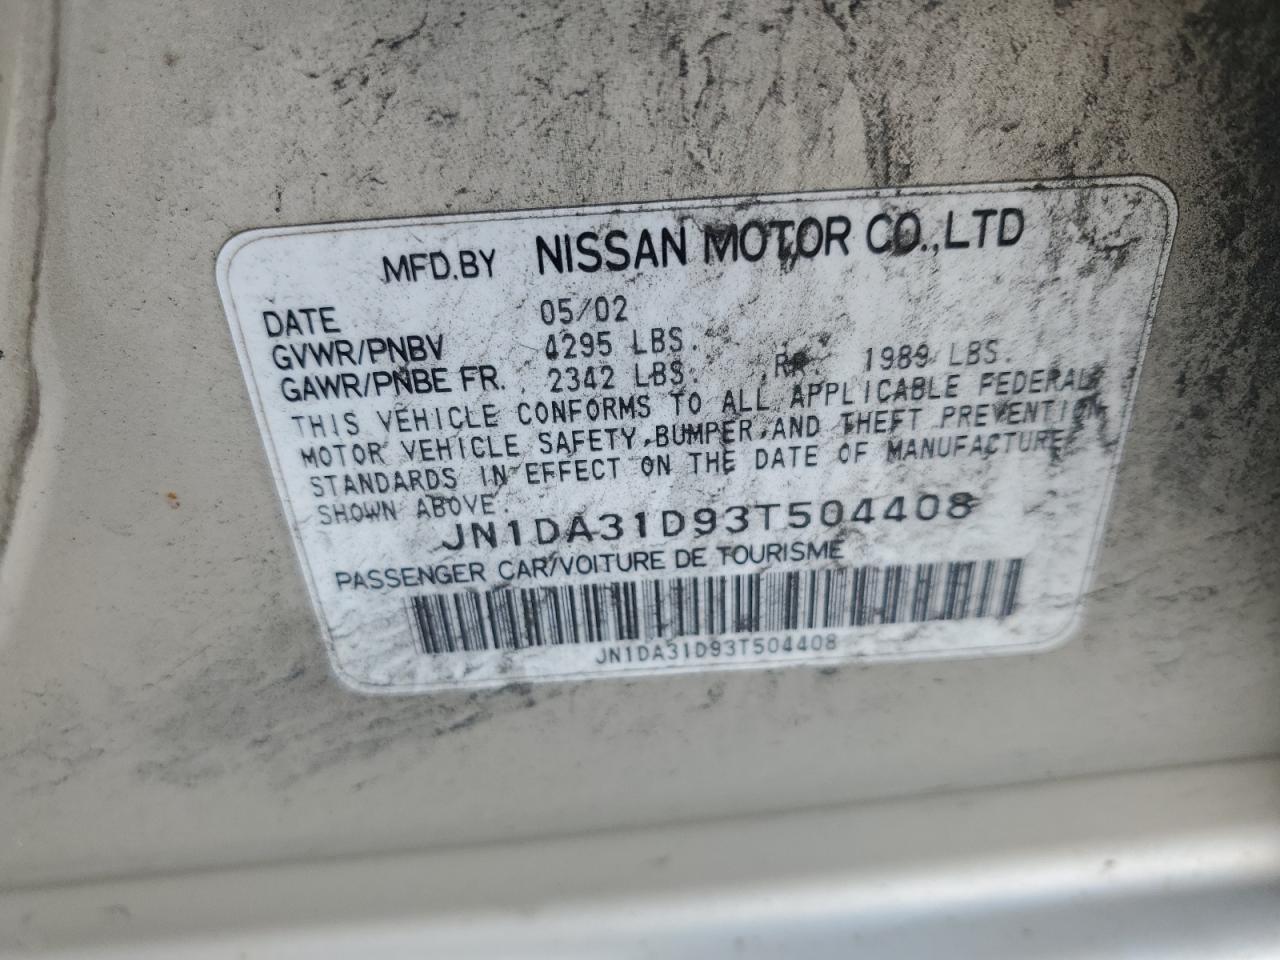 MFD.BY NISSAN MOTOR CO.,LTD
DATE 05/02
GVWR/PNBV 4295 LBS.
GAWR/PNBE FR. 2342 LBS. RR. 1989 LBS.
THIS VEHICLE CONFORMS TO ALL APPLICABLE FEDERAL
MOTOR VEHICLE SAFETY, BUMPER, AND THEFT PREVENTION
STANDARDS IN EFFECT ON THE DATE OF MANUFACTURE
SHOWN ABOVE.
JN1DA31D93T504408
PASSENGER CAR/VOITURE DE TOURISME
JN1DA31D93T504408